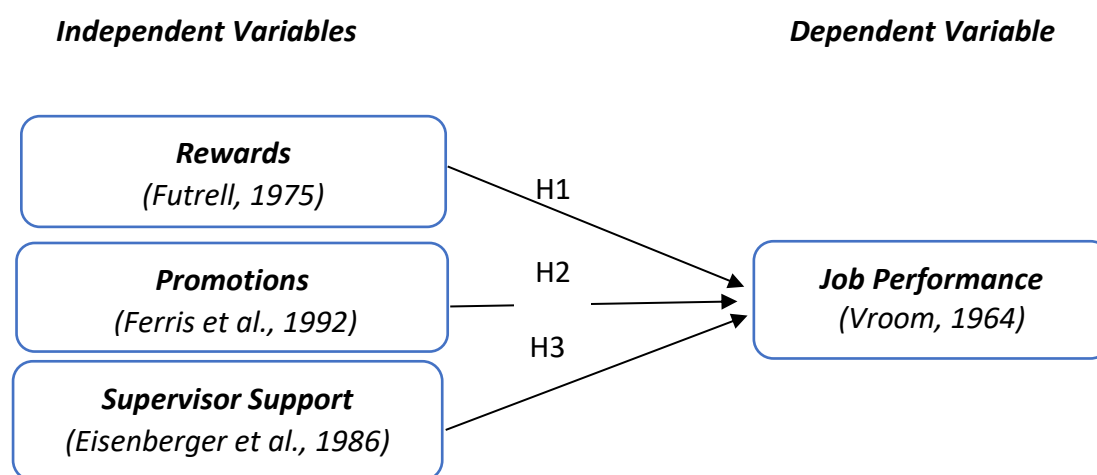 Independent Variables
Dependent Variable
Rewards
(Futrell, 1975)
H1
Promotions
(Ferris et al., 1992)
H2
Job Performance
(Vroom, 1964)
H3
Supervisor Support
(Eisenberger et al., 1986)